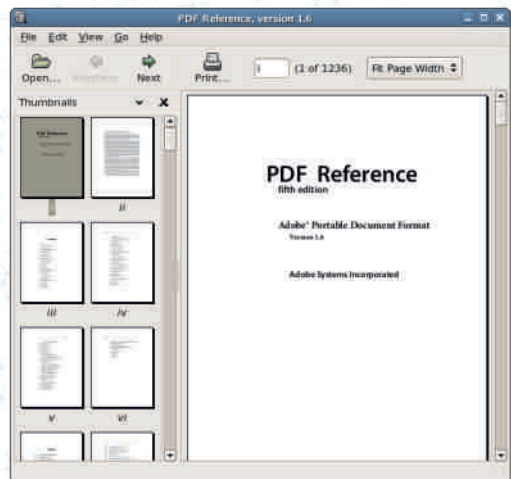 PDF Reference, version 1.6
File Edit View Go Help
Open... Previous Next Print... i (1 of 1236) Fit Page Width
Thumbnails
PDF Reference
i
ii
iii
iv
v
vi
PDF Reference
fifth edition
Adobe® Portable Document Format
Version 1.6
Adobe Systems Incorporated